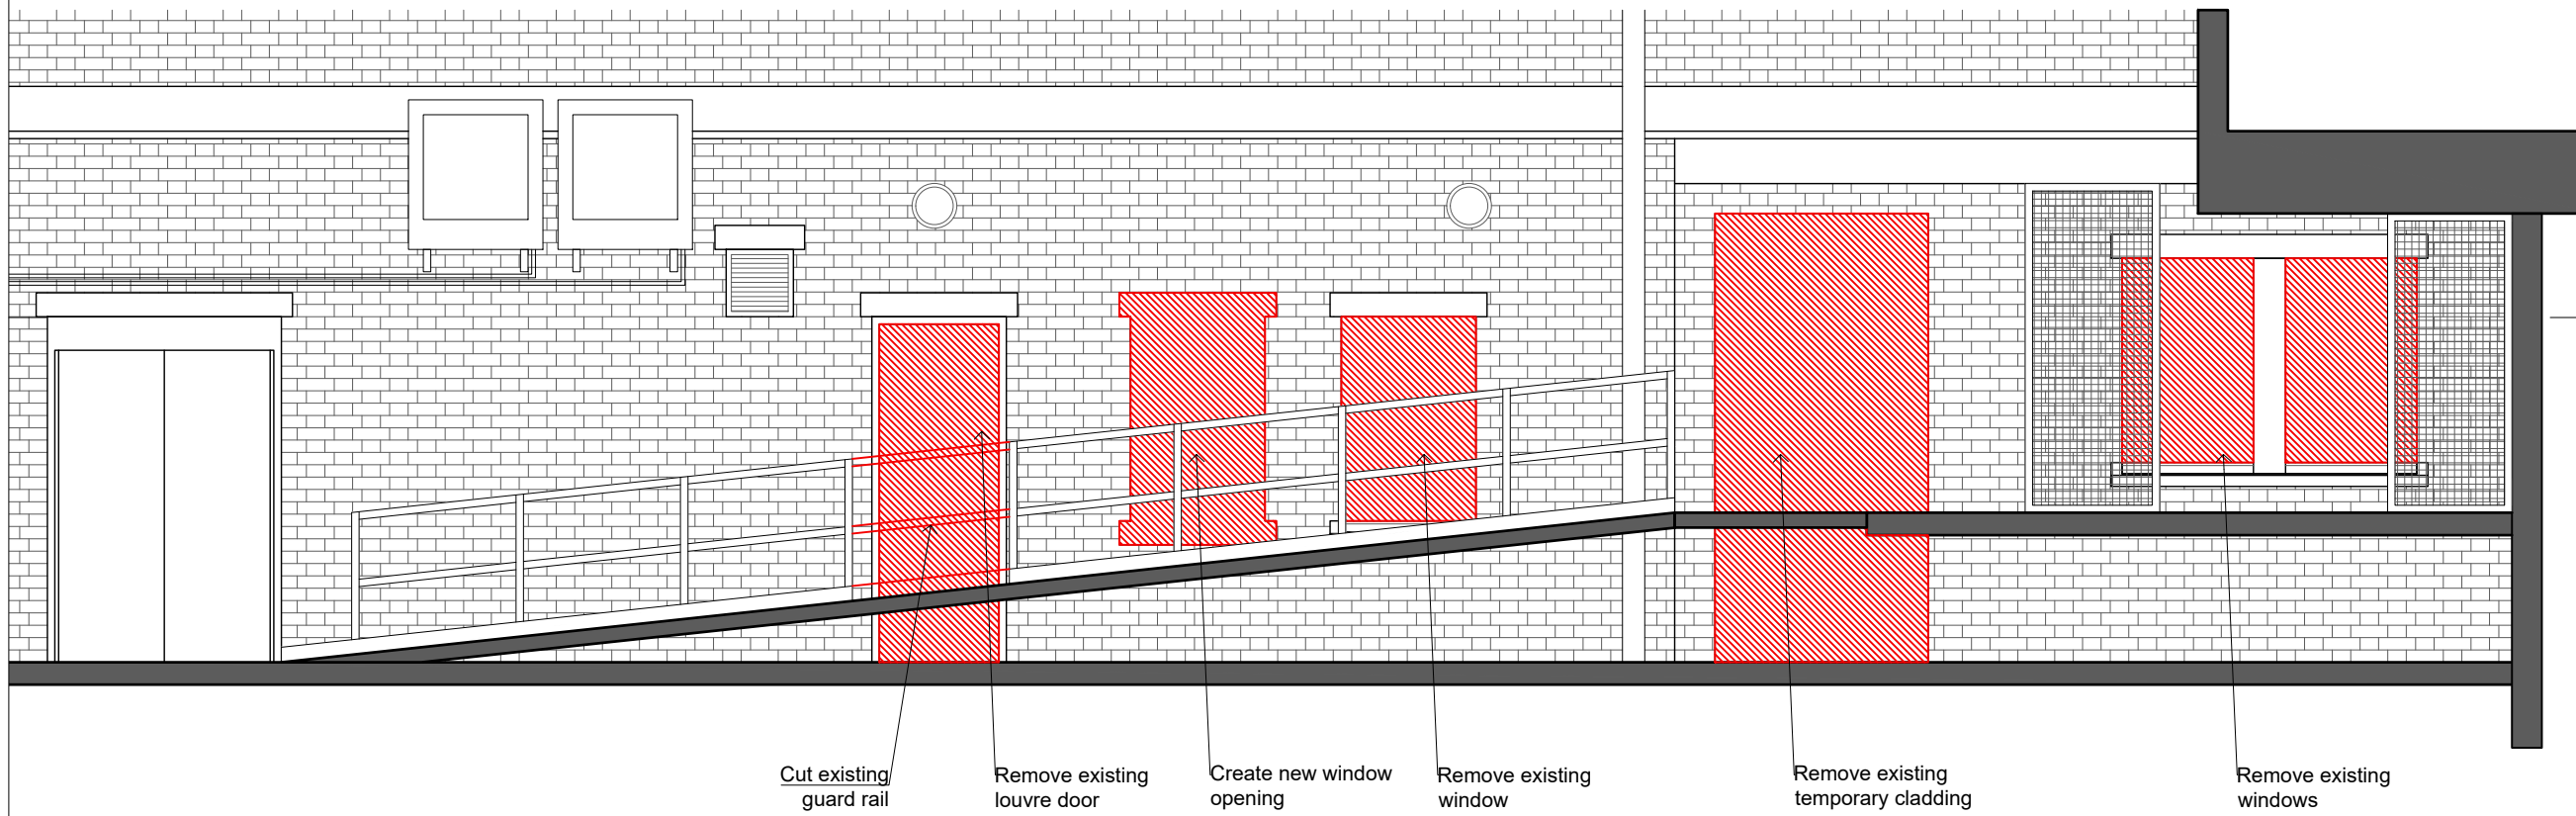 Cut existing
guard rail
Remove existing
louvre door
Create new window
opening
Remove existing
window
Remove existing
temporary cladding
Remove existing
windows